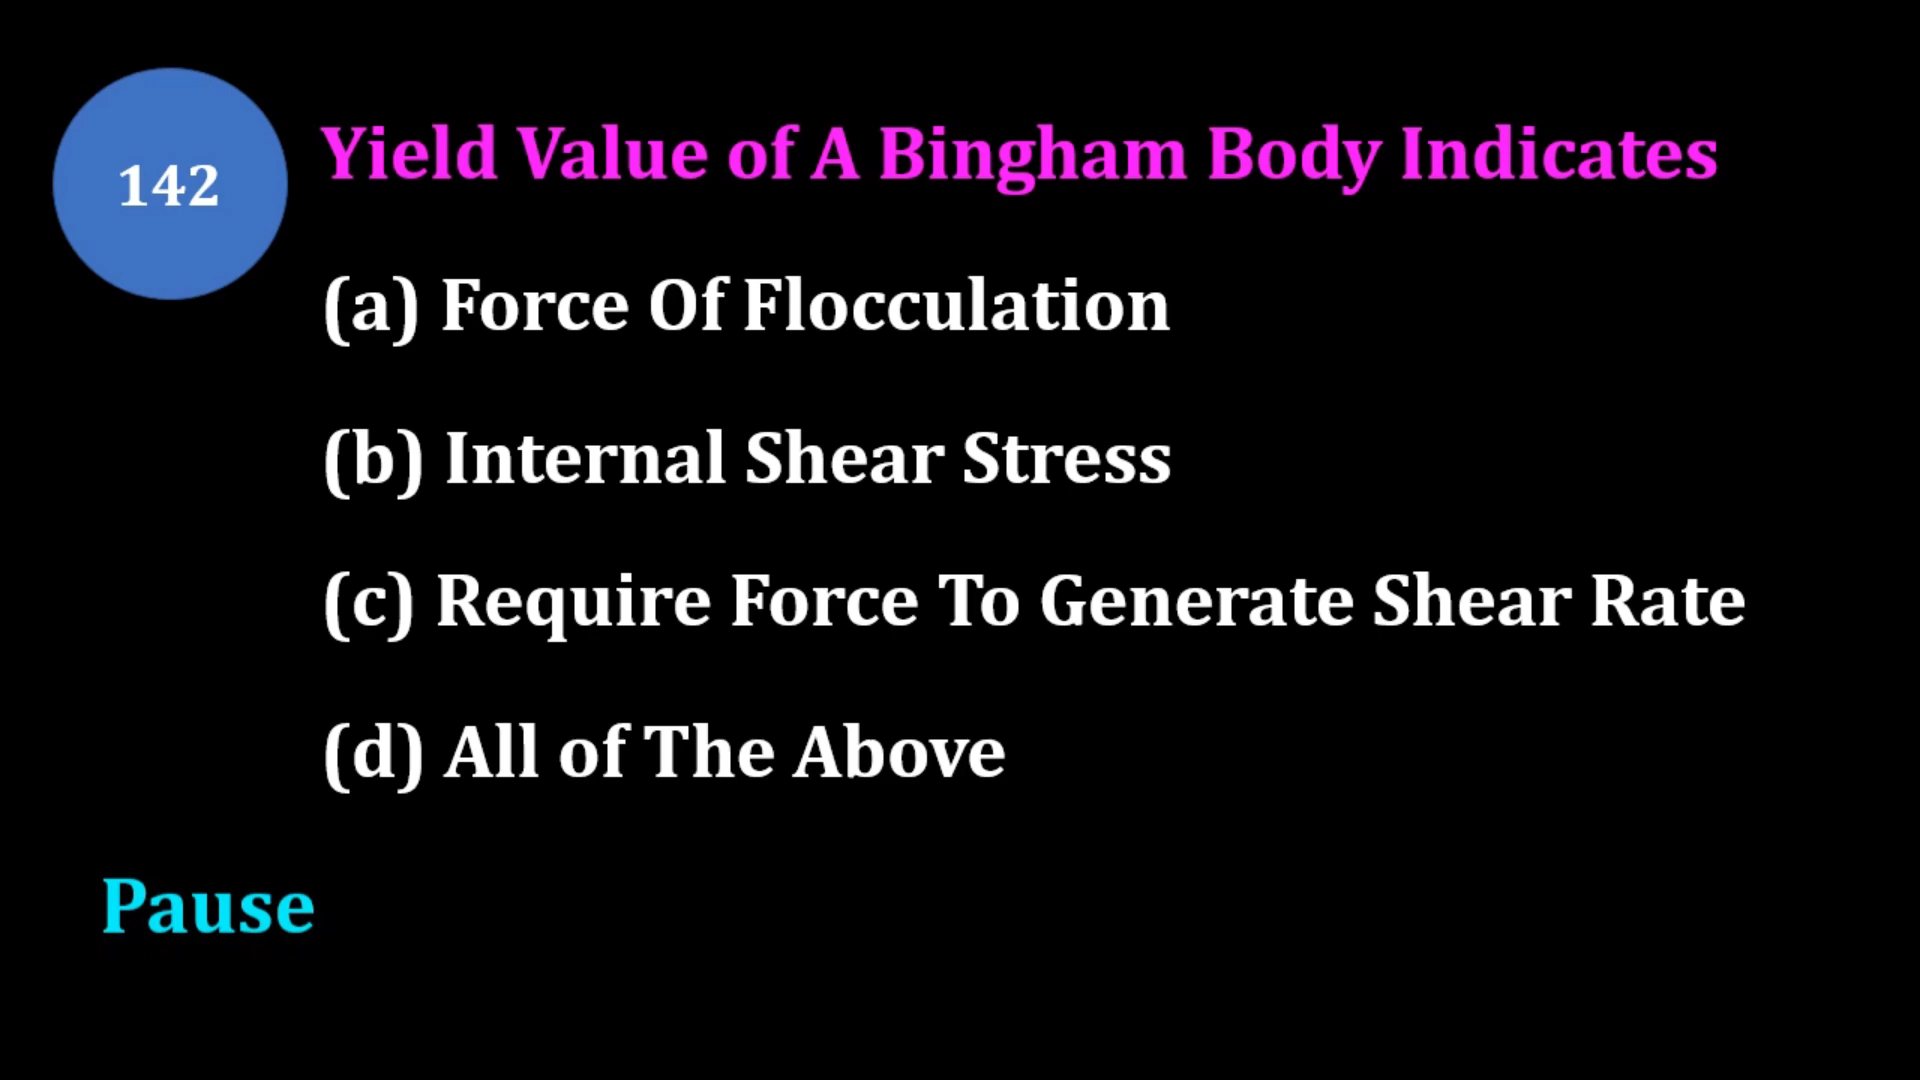 142
Yield Value of A Bingham Body Indicates
(a) Force Of Flocculation
(b) Internal Shear Stress
(c) Require Force To Generate Shear Rate
(d) All of The Above
Pause